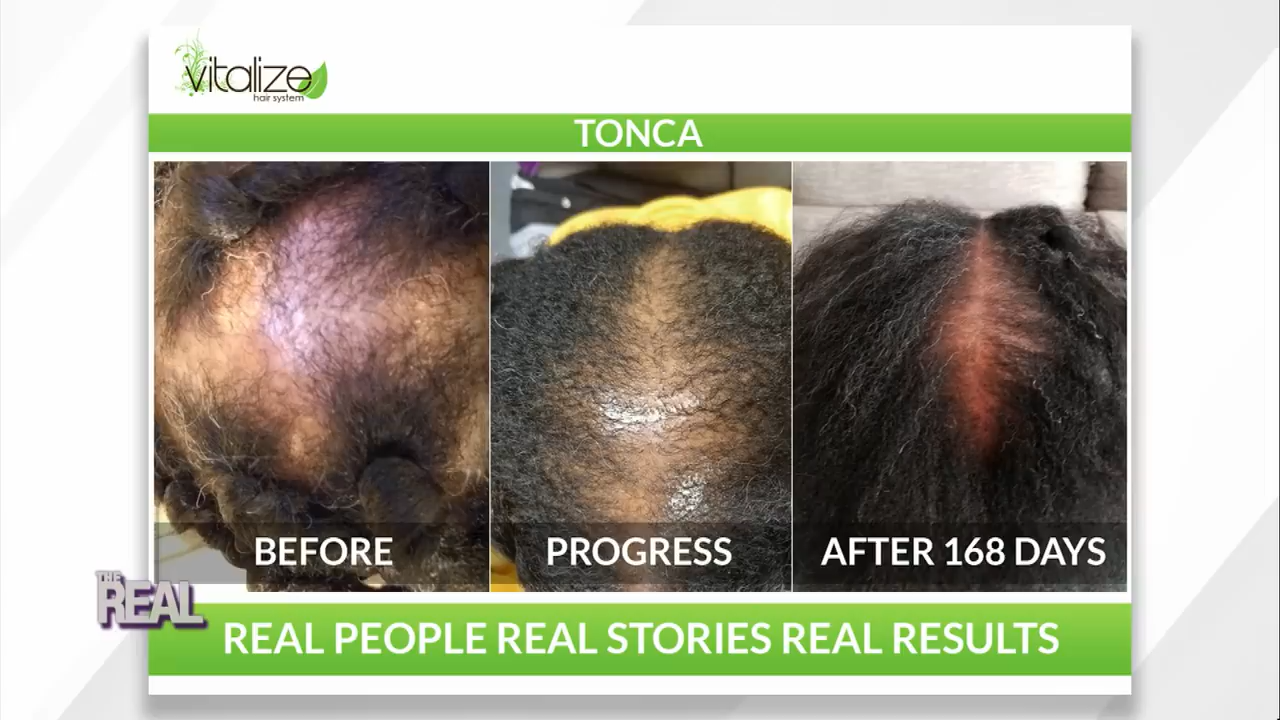 vitalize
hair system
TONCA
BEFORE
PROGRESS
AFTER 168 DAYS
THE
REAL
REAL PEOPLE REAL STORIES REAL RESULTS